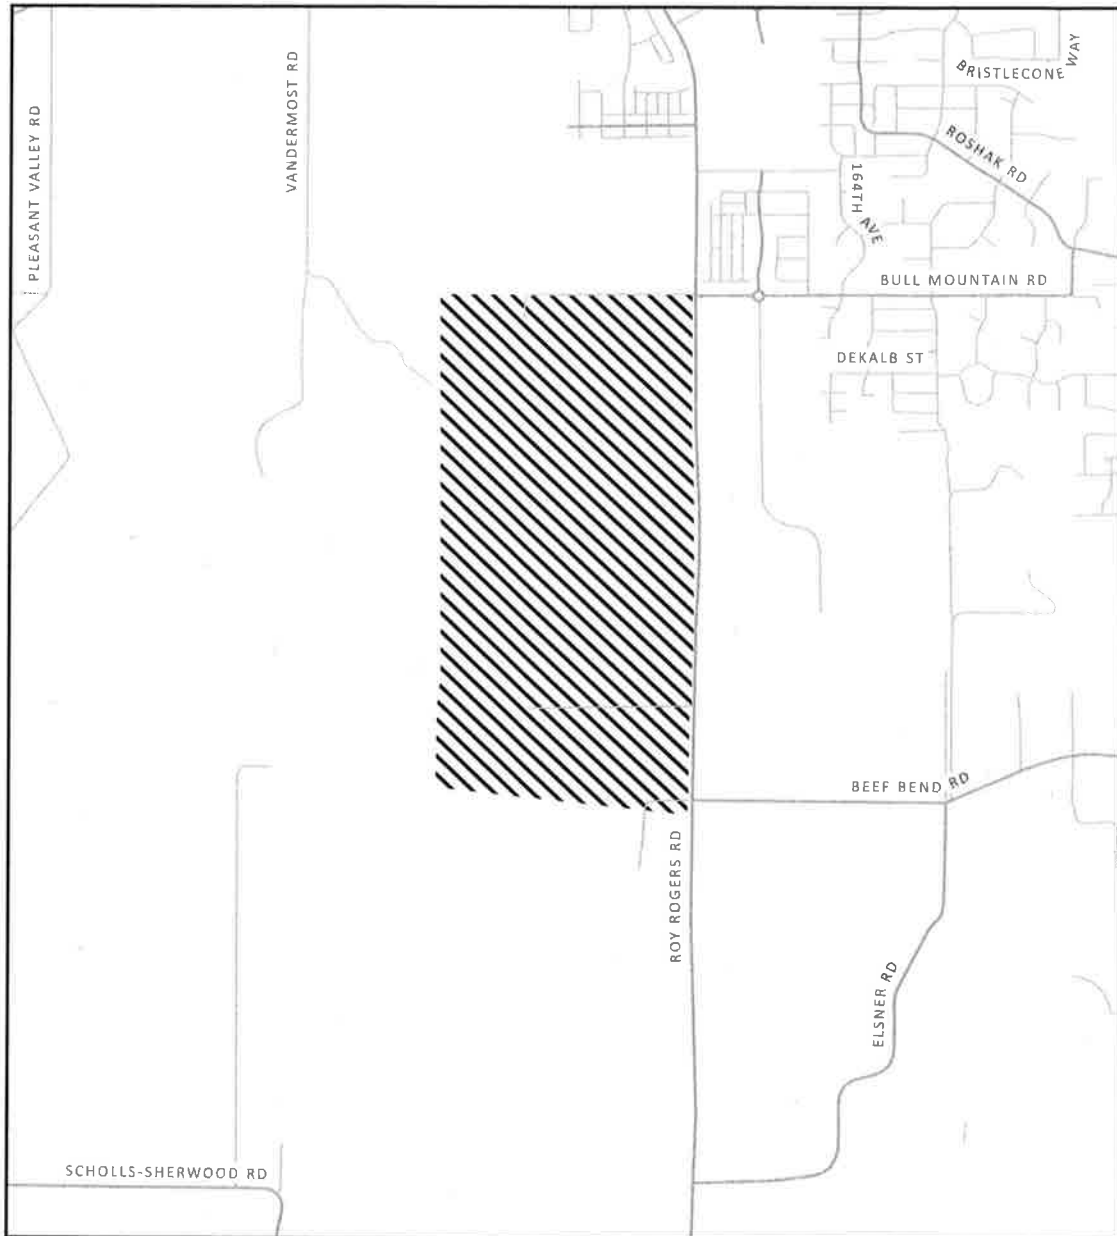 WAY
BRISTLECONE
PLEASANT VALLEY RD
VANDERMOST RD
ROSHAK RD
164TH AVE
BULL MOUNTAIN RD
DEKALB ST
BEEF BEND RD
ROY ROGERS RD
ELSNER RD
SCHOLLS-SHERWOOD RD